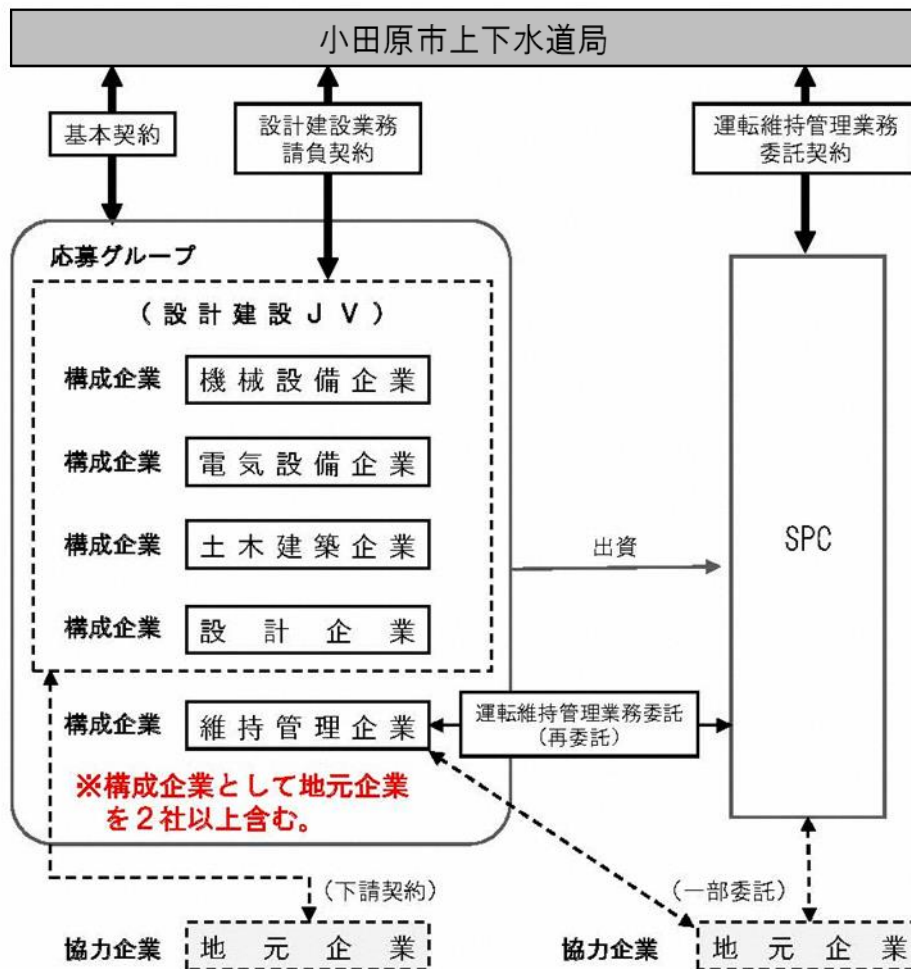 小田原市上下水道局
基本契約
設計建設業務
請負契約
運転維持管理業務
委託契約
応募グループ
(設計建設JV)
構成企業 機械設備企業
構成企業 電気設備企業
構成企業 土木建築企業
構成企業 設計企業
出資
SPC
構成企業 維持管理企業
運転維持管理業務委託
(再委託)
※構成企業として地元企業
を2社以上含む。
(下請契約)
(一部委託)
協力企業 地元企業
協力企業 地元企業